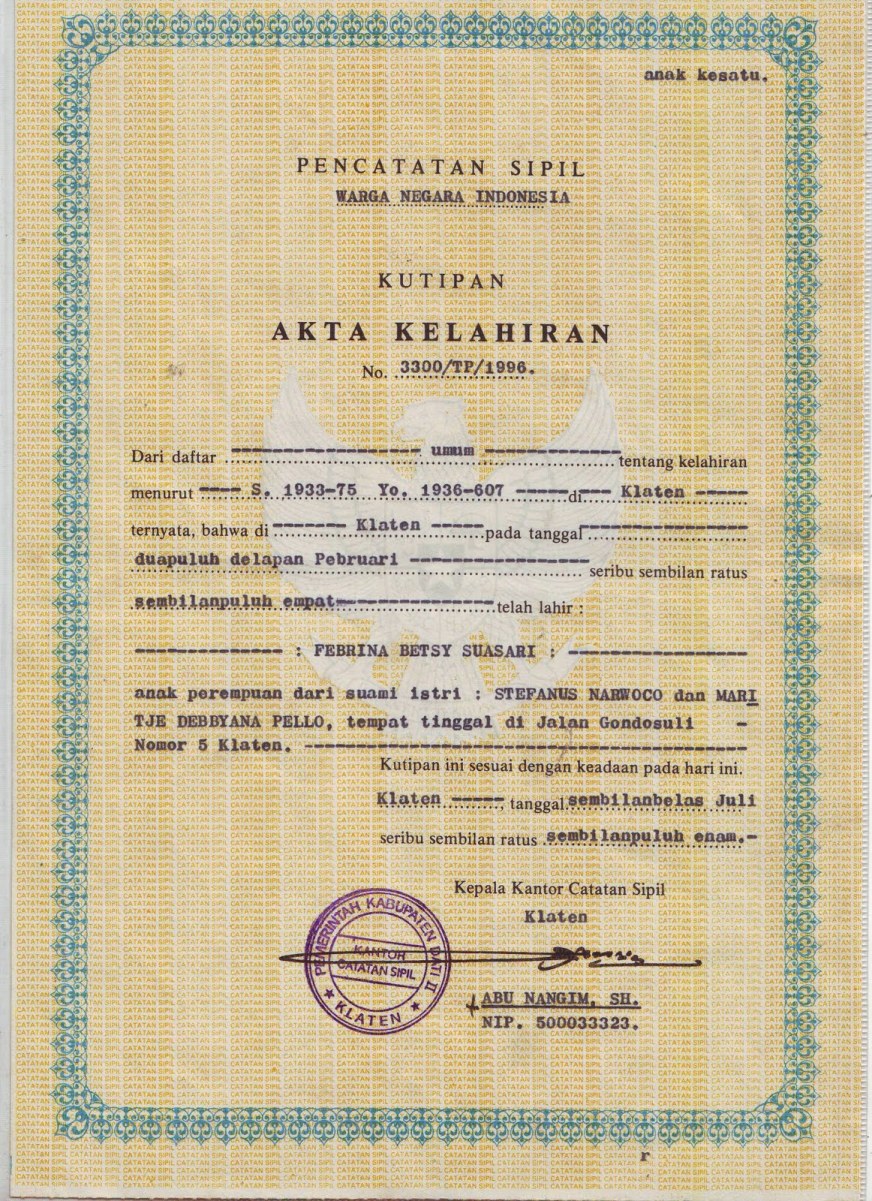 anak kesatu.
PENCATATAN SIPIL
WARGA NEGARA INDONESIA
KUTIPAN
AKTA KELAHIRAN
No. 3300/TP/1996.
Dari daftar umum tentang kelahiran
menurut S. 1933-75 Yo. 1936-607 di Klaten
ternyata, bahwa di Klaten pada tanggal
duapuluh delapan Pebruari seribu sembilan ratus
sembilanpuluh empat telah lahir :
: FEBRINA BETSY SUASARI :
anak perempuan dari suami istri : STEFANUS NARWOCO dan MARI
TJE DEBBYANA PELLO, tempat tinggal di Jalan Gondosuli -
Nomor 5 Klaten.
Kutipan ini sesuai dengan keadaan pada hari ini.
Klaten, tanggal sembilanbelas Juli
seribu sembilan ratus sembilanpuluh enam.-
Kepala Kantor Catatan Sipil
Klaten
PEMERINTAH KABUPATEN DATI II
KANTOR
CATATAN SIPIL
KLATEN
ABU NANGIM, SH.
NIP. 500033323.
r